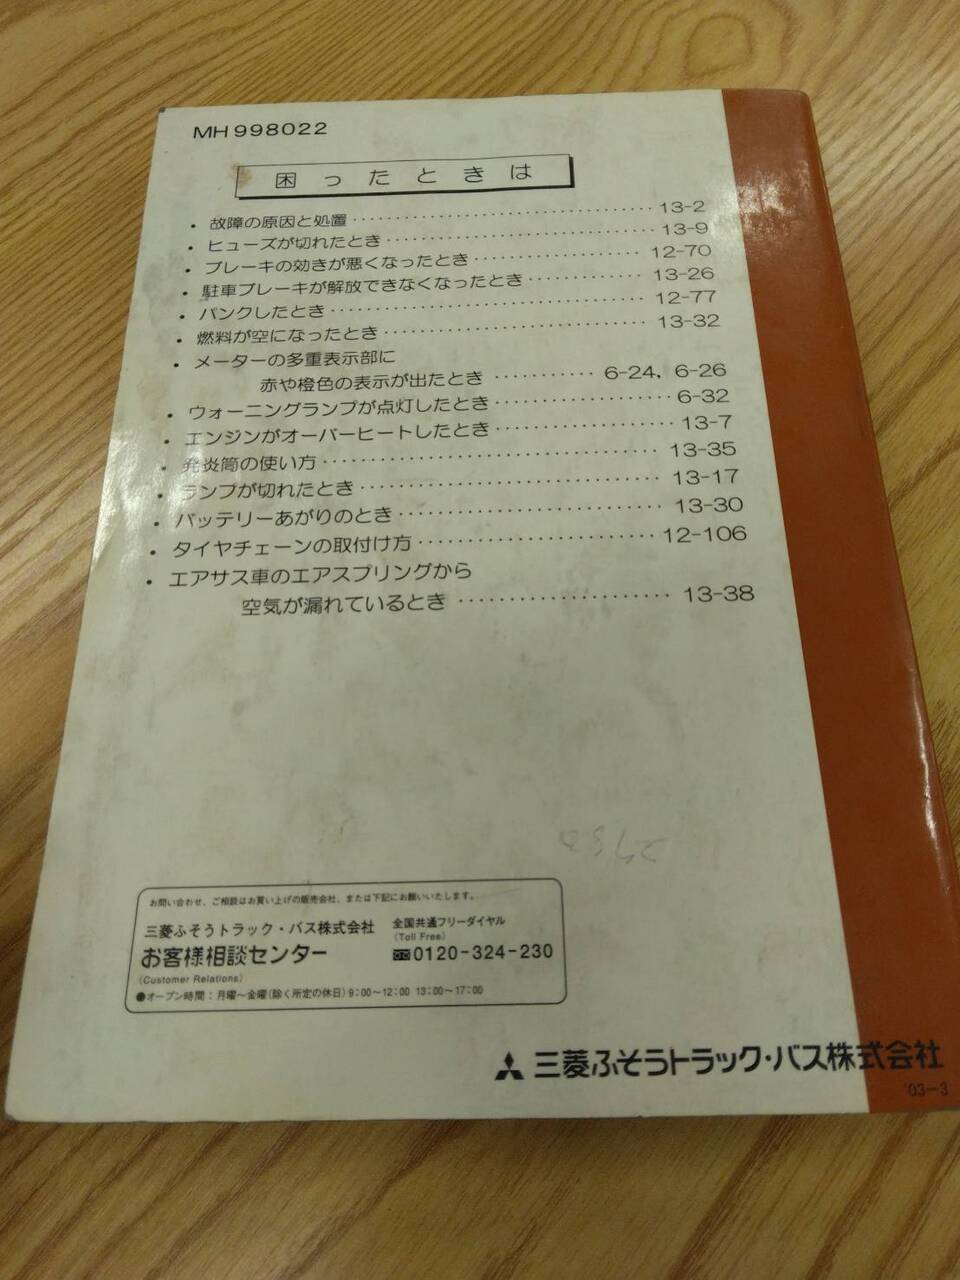 MH998022
困ったときは
・故障の原因と処置 13-2
・ヒューズが切れたとき 13-9
・ブレーキの効きが悪くなったとき 12-70
・駐車ブレーキが解放できなくなったとき 13-26
・パンクしたとき 12-77
・燃料が空になったとき 13-32
・メーターの多重表示部に
赤や橙色の表示が出たとき 6-24, 6-26
・ウォーニングランプが点灯したとき 6-32
・エンジンがオーバーヒートしたとき 13-7
・発炎筒の使い方 13-35
・ランプが切れたとき 13-17
・バッテリーあがりのとき 13-30
・タイヤチェーンの取付け方 12-106
・エアサス車のエアスプリングから
空気が漏れているとき 13-38
お問い合わせ、ご相談はお買い上げの販売会社、または下記にお願いいたします。
三菱ふそうトラック・バス株式会社 全国共通フリーダイヤル
(Toll Free)
お客様相談センター 0120-324-230
(Customer Relations)
●オープン時間:月曜〜金曜(除く所定の休日)9:00〜12:00 13:00〜17:00
三菱ふそうトラック・バス株式会社
'03-3